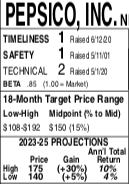 PEPSICO, INC. N
TIMELINESS 1 Raised 6/12/20
SAFETY 1 Raised 5/11/01
TECHNICAL 2 Raised 5/1/20
BETA .85 (1.00 = Market)
18-Month Target Price Range
Low-High Midpoint (% to Mid)
$108-$192 $150 (15%)
2023-25 PROJECTIONS
Ann'l Total
Price Gain Return
High 175 (+30%) 10%
Low 140 (+5%) 4%